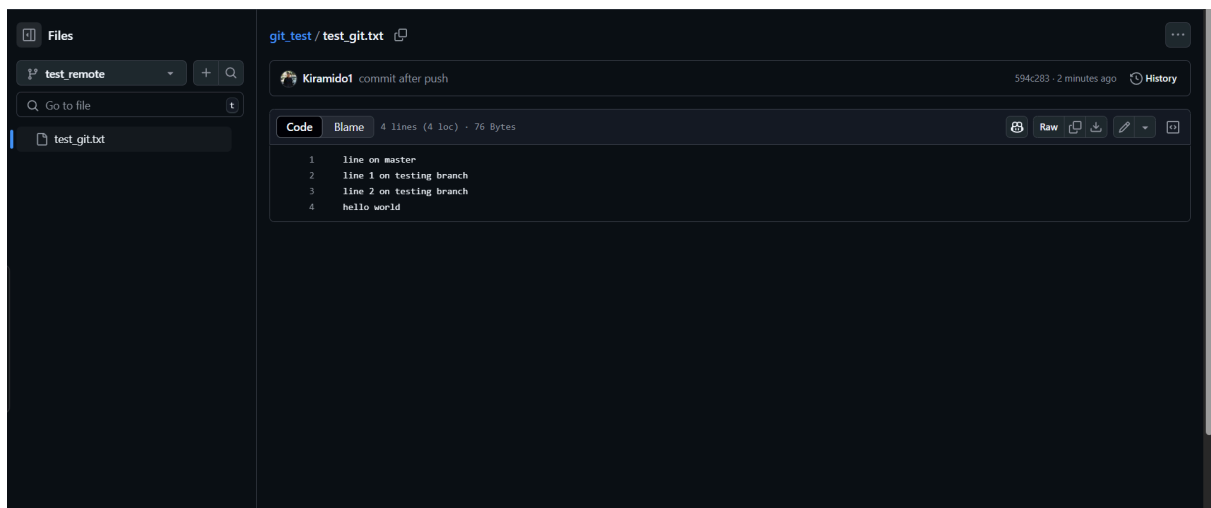 Files
test_remote
Go to file
t
test_git.txt
git_test / test_git.txt
Kiramido1 commit after push
594c283 · 2 minutes ago
History
Code Blame 4 lines (4 loc) · 76 Bytes
Raw
1 line on master
2 line 1 on testing branch
3 line 2 on testing branch
4 hello world